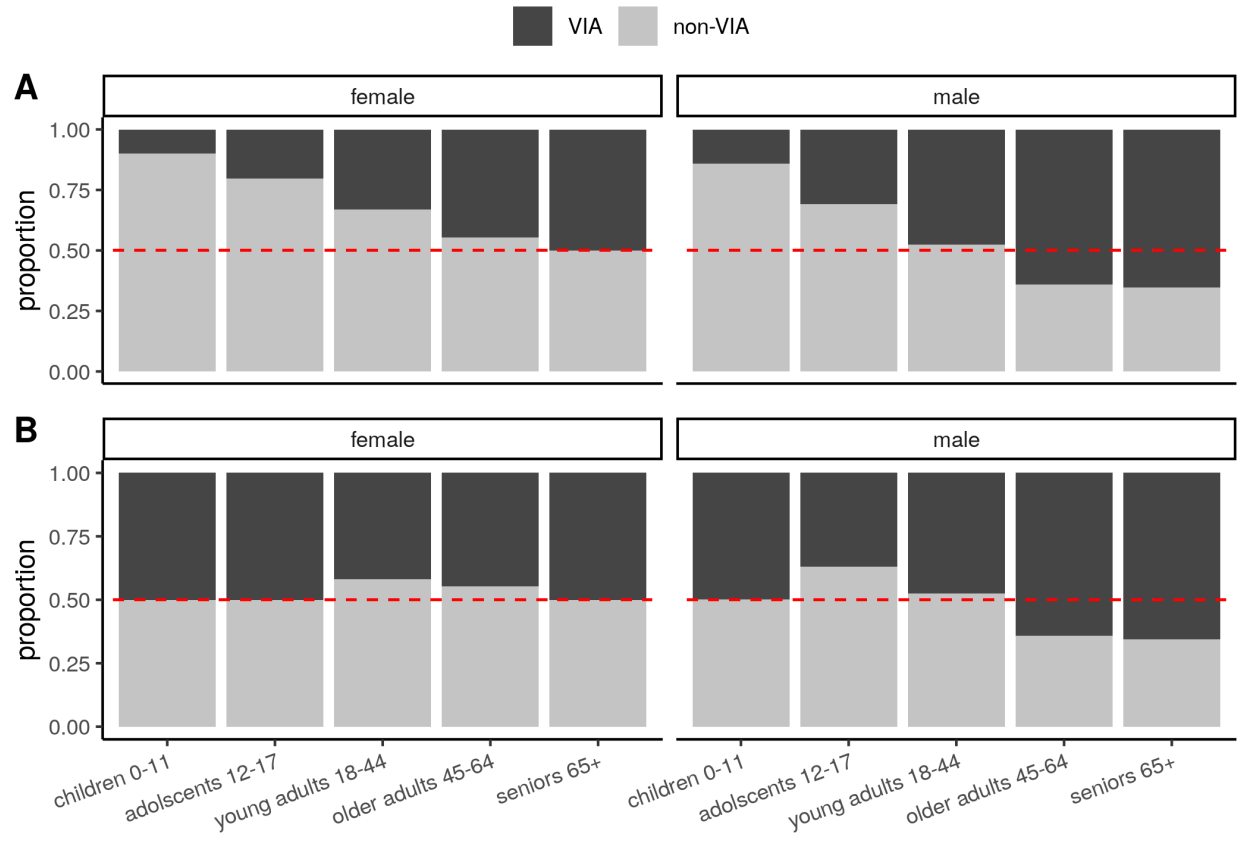 VIA non-VIA
A
female male
1.00
0.75
0.50
0.25
0.00
proportion
B
female male
1.00
0.75
0.50
0.25
0.00
proportion
children 0-11 adolscents 12-17 young adults 18-44 older adults 45-64 seniors 65+ children 0-11 adolscents 12-17 young adults 18-44 older adults 45-64 seniors 65+